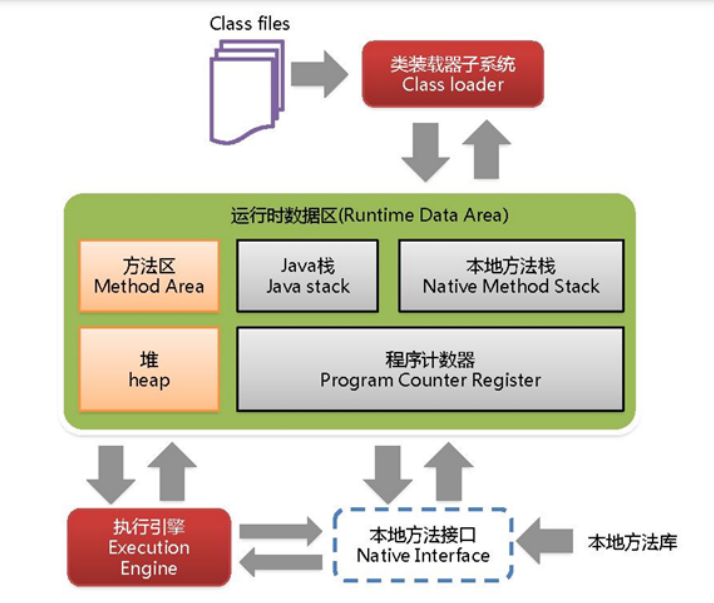 Class files
类装载器子系统
Class loader
运行时数据区(Runtime Data Area)
方法区
Method Area
Java栈
Java stack
本地方法栈
Native Method Stack
堆
heap
程序计数器
Program Counter Register
执行引擎
Execution
Engine
本地方法接口
Native Interface
本地方法库